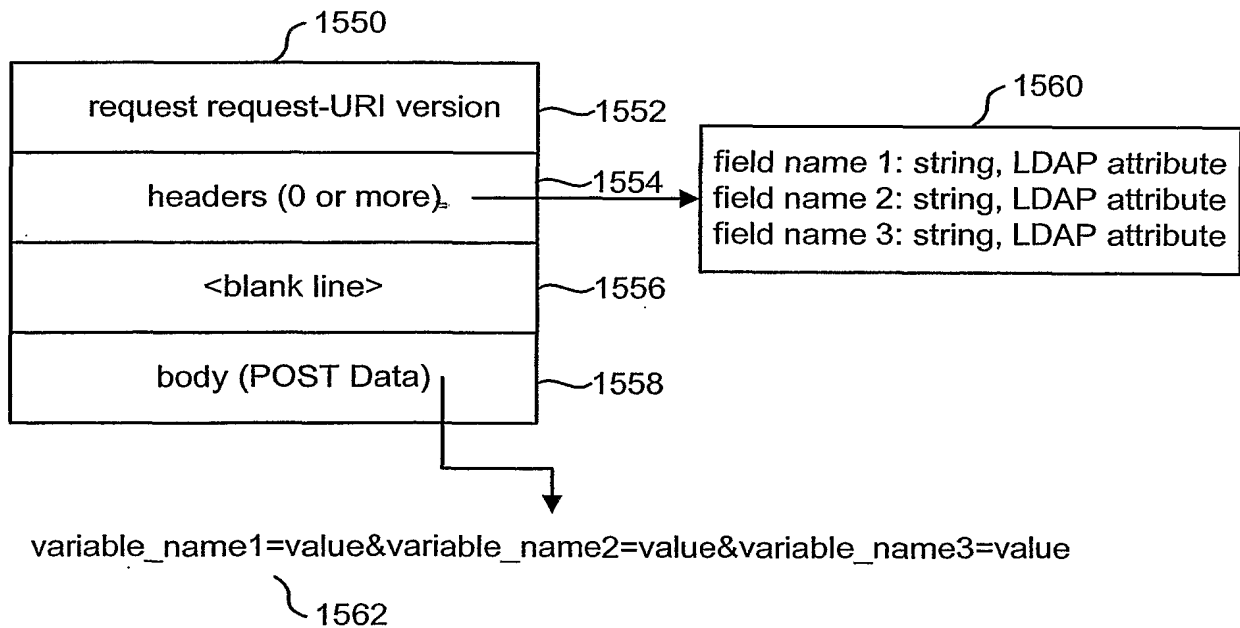 1550
request request-URI version
1552
1560
headers (0 or more)
1554
field name 1: string, LDAP attribute
field name 2: string, LDAP attribute
field name 3: string, LDAP attribute
<blank line>
1556
body (POST Data)
1558
variable_name1=value&variable_name2=value&variable_name3=value
1562